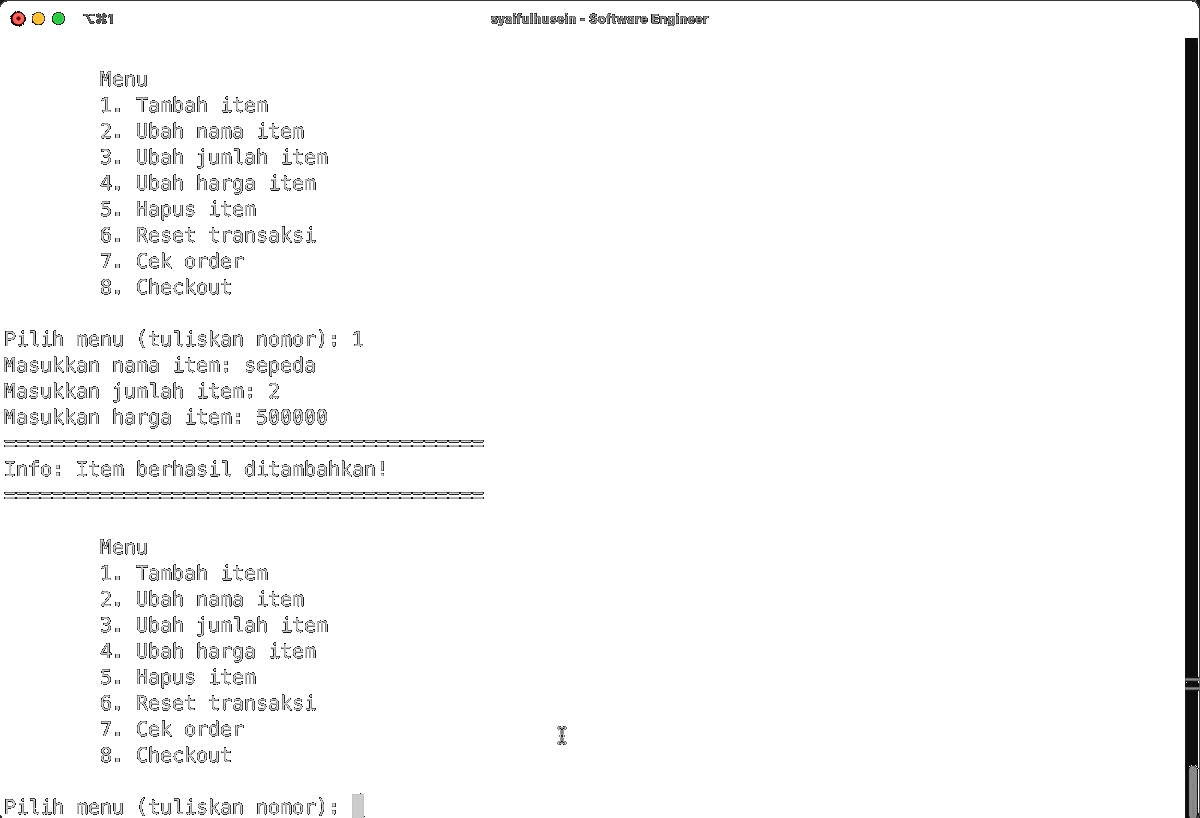 ⌥⌘1
syaifulhusein - Software Engineer
Menu
1. Tambah item
2. Ubah nama item
3. Ubah jumlah item
4. Ubah harga item
5. Hapus item
6. Reset transaksi
7. Cek order
8. Checkout
Pilih menu (tuliskan nomor): 1
Masukkan nama item: sepeda
Masukkan jumlah item: 2
Masukkan harga item: 500000
========================================
Info: Item berhasil ditambahkan!
========================================
Menu
1. Tambah item
2. Ubah nama item
3. Ubah jumlah item
4. Ubah harga item
5. Hapus item
6. Reset transaksi
7. Cek order
8. Checkout
Pilih menu (tuliskan nomor):